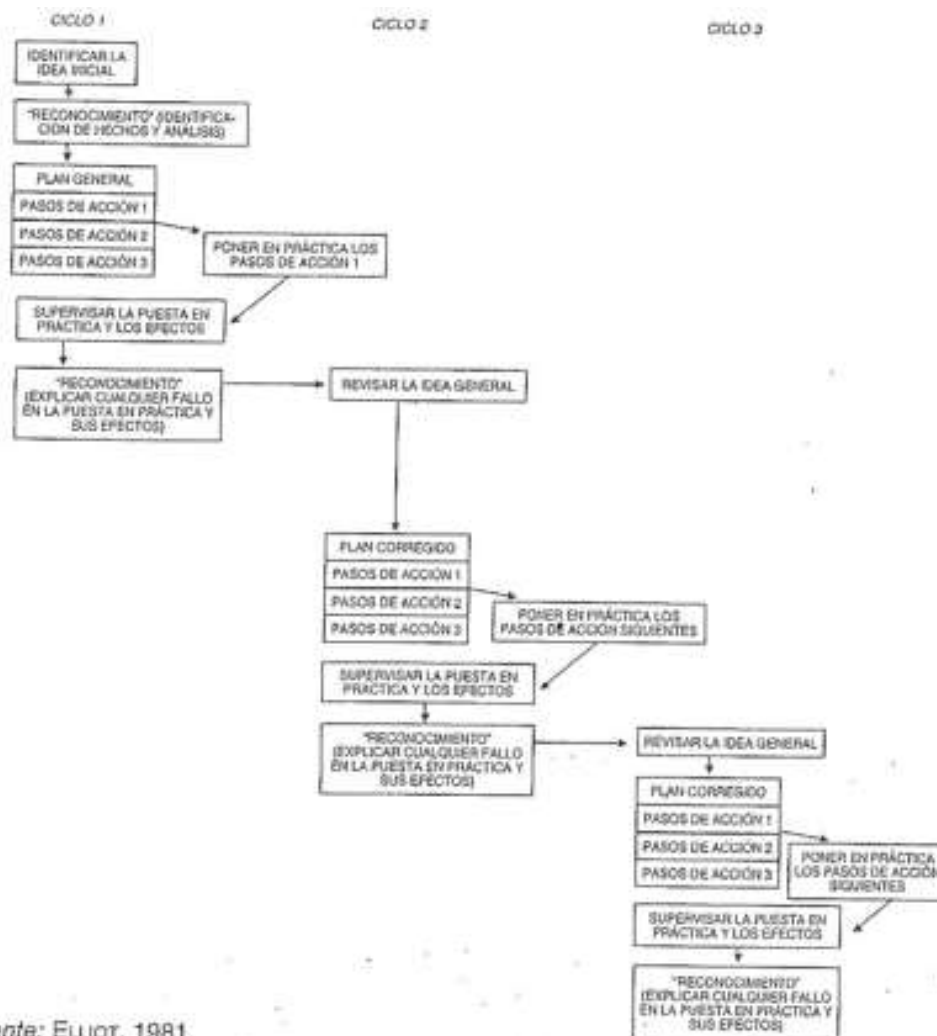 CICLO 1
CICLO 2
CICLO 3
IDENTIFICAR LA
IDEA INICIAL
"RECONOCIMIENTO" (IDENTIFICA-
CIÓN DE HECHOS Y ANÁLISIS)
PLAN GENERAL
PASOS DE ACCIÓN 1
PASOS DE ACCIÓN 2
PASOS DE ACCIÓN 3
PONER EN PRÁCTICA LOS
PASOS DE ACCIÓN 1
SUPERVISAR LA PUESTA EN
PRÁCTICA Y LOS EFECTOS
"RECONOCIMIENTO"
(EXPLICAR CUALQUIER FALLO
EN LA PUESTA EN PRÁCTICA Y
SUS EFECTOS)
REVISAR LA IDEA GENERAL
PLAN CORREGIDO
PASOS DE ACCIÓN 1
PASOS DE ACCIÓN 2
PASOS DE ACCIÓN 3
PONER EN PRÁCTICA LOS
PASOS DE ACCIÓN SIGUIENTES
SUPERVISAR LA PUESTA EN
PRÁCTICA Y LOS EFECTOS
"RECONOCIMIENTO"
(EXPLICAR CUALQUIER FALLO
EN LA PUESTA EN PRÁCTICA Y
SUS EFECTOS)
REVISAR LA IDEA GENERAL
PLAN CORREGIDO
PASOS DE ACCIÓN 1
PASOS DE ACCIÓN 2
PASOS DE ACCIÓN 3
PONER EN PRÁCTICA
LOS PASOS DE ACCIÓN
SIGUIENTES
SUPERVISAR LA PUESTA EN
PRÁCTICA Y LOS EFECTOS
"RECONOCIMIENTO"
(EXPLICAR CUALQUIER FALLO
EN LA PUESTA EN PRÁCTICA Y
SUS EFECTOS)
nte: ELLIOT, 1981